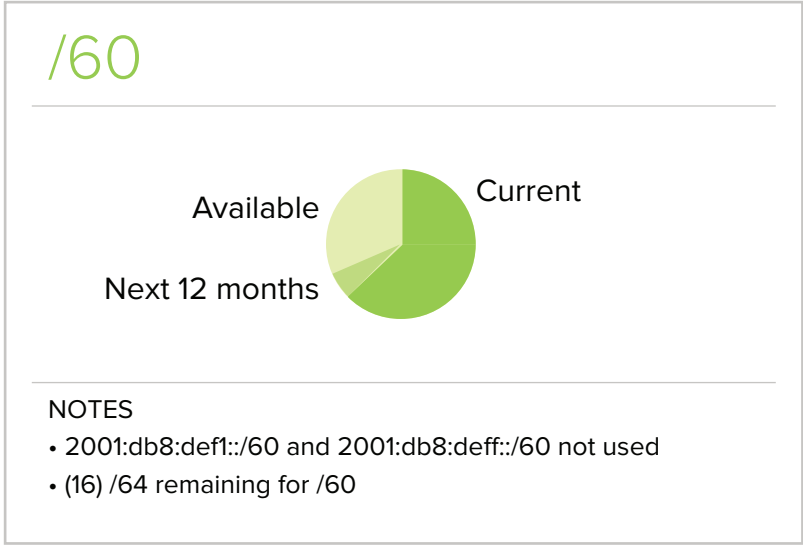 /60
Available
Current
Next 12 months
NOTES
• 2001:db8:def1::/60 and 2001:db8:deff::/60 not used
• (16) /64 remaining for /60